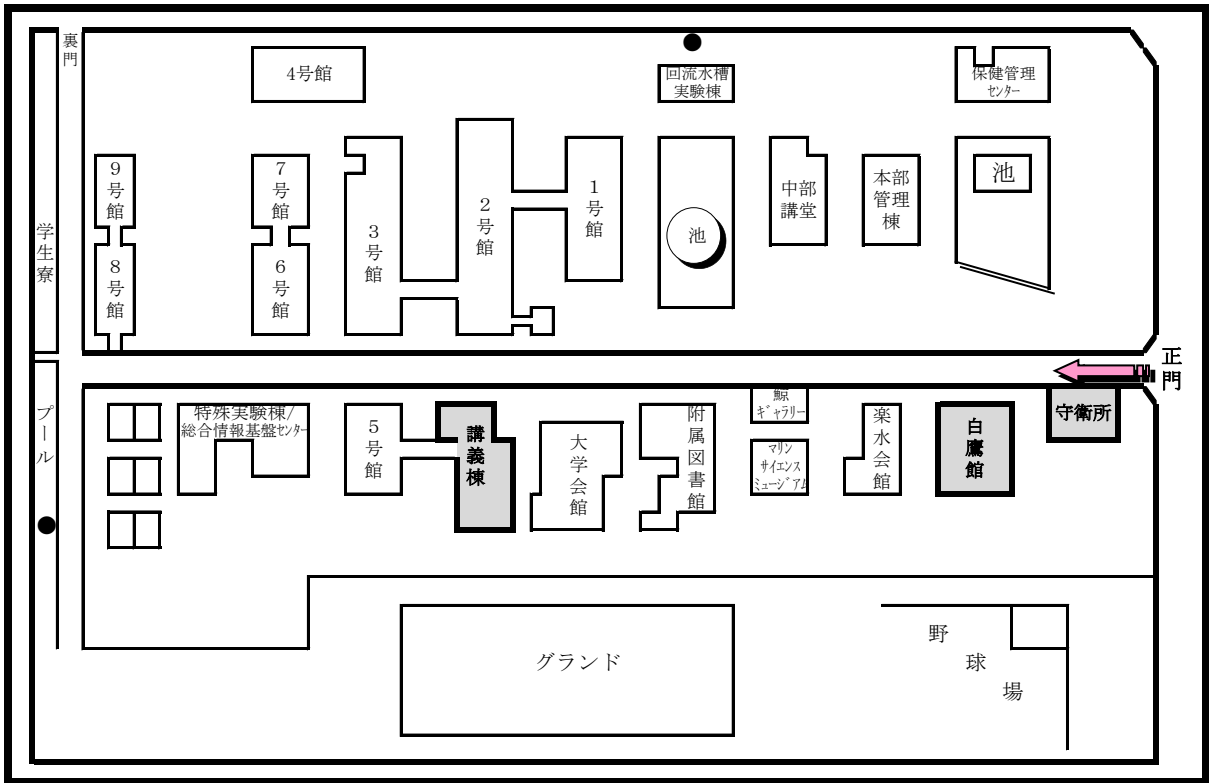 裏門
4号館
回流水槽
実験棟
保健管理
センター
9号館
7号館
3号館
2号館
1号館
池
中部
講堂
本部
管理
棟
池
学生寮
8号館
6号館
正門
プール
特殊実験棟/
総合情報基盤センター
5号館
講義棟
大学会館
附属図書館
鯨
ギャラリー
マリン
サイエンス
ミュージアム
楽水会館
白鷹館
守衛所
グランド
野球場